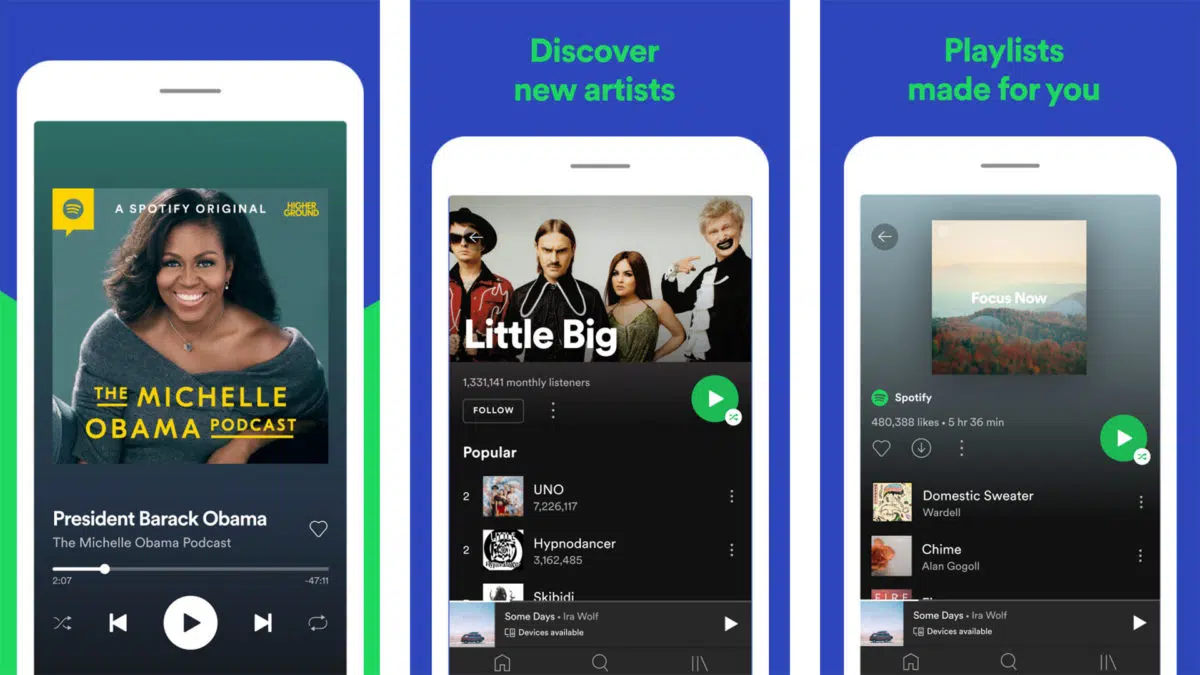 A SPOTIFY ORIGINAL
HIGHER
GROUND
THE MICHELLE
OBAMA PODCAST
President Barack Obama
The Michelle Obama Podcast
2:07
-47:11
Discover
new artists
Little Big
1,331,141 monthly listeners
FOLLOW
Popular
2
UNO
7,226,117
2
Hypnodancer
3,162,485
Skibidi
Some Days • Ira Wolf
Devices available
Playlists
made for you
Focus Now
Spotify
480,388 likes • 5 hr 36 min
Domestic Sweater
Wardell
Chime
Alan Gogoll
FIRE
Some Days • Ira Wolf
Devices available